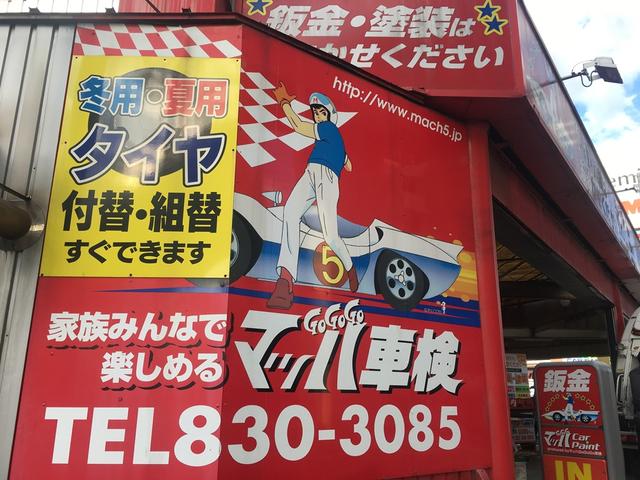 鈑金・塗装は
かせください
http://www.mach5.jp
冬用・夏用
タイヤ
付替・組替
すぐできます
5
家族みんなで
楽しめる
マッハ GoGoGo 車検
TEL830-3085
鈑金
マッハ Car
Paint
IN